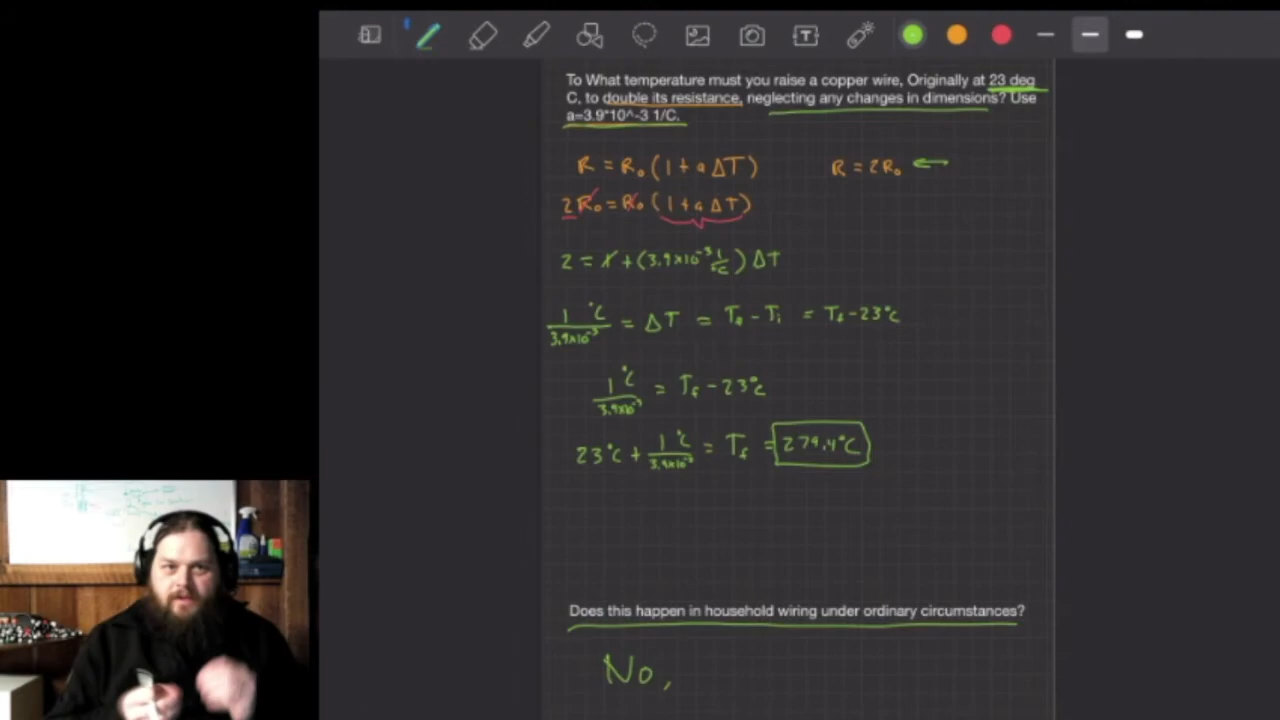 To What temperature must you raise a copper wire, Originally at 23 deg
C, to double its resistance, neglecting any changes in dimensions? Use
a=3.9*10^-3 1/C.
R = R₀(1 + a ΔT) R = 2R₀ ←
2R₀ = R₀(1 + a ΔT)
2 = 1 + (3.9×10⁻³ 1/°C) ΔT
1 °C / 3.9×10⁻³ = ΔT = T_f - T_i = T_f - 23°C
1 °C / 3.9×10⁻³ = T_f - 23°C
23°C + 1 °C / 3.9×10⁻³ = T_f = 279.4°C
Does this happen in household wiring under ordinary circumstances?
No,